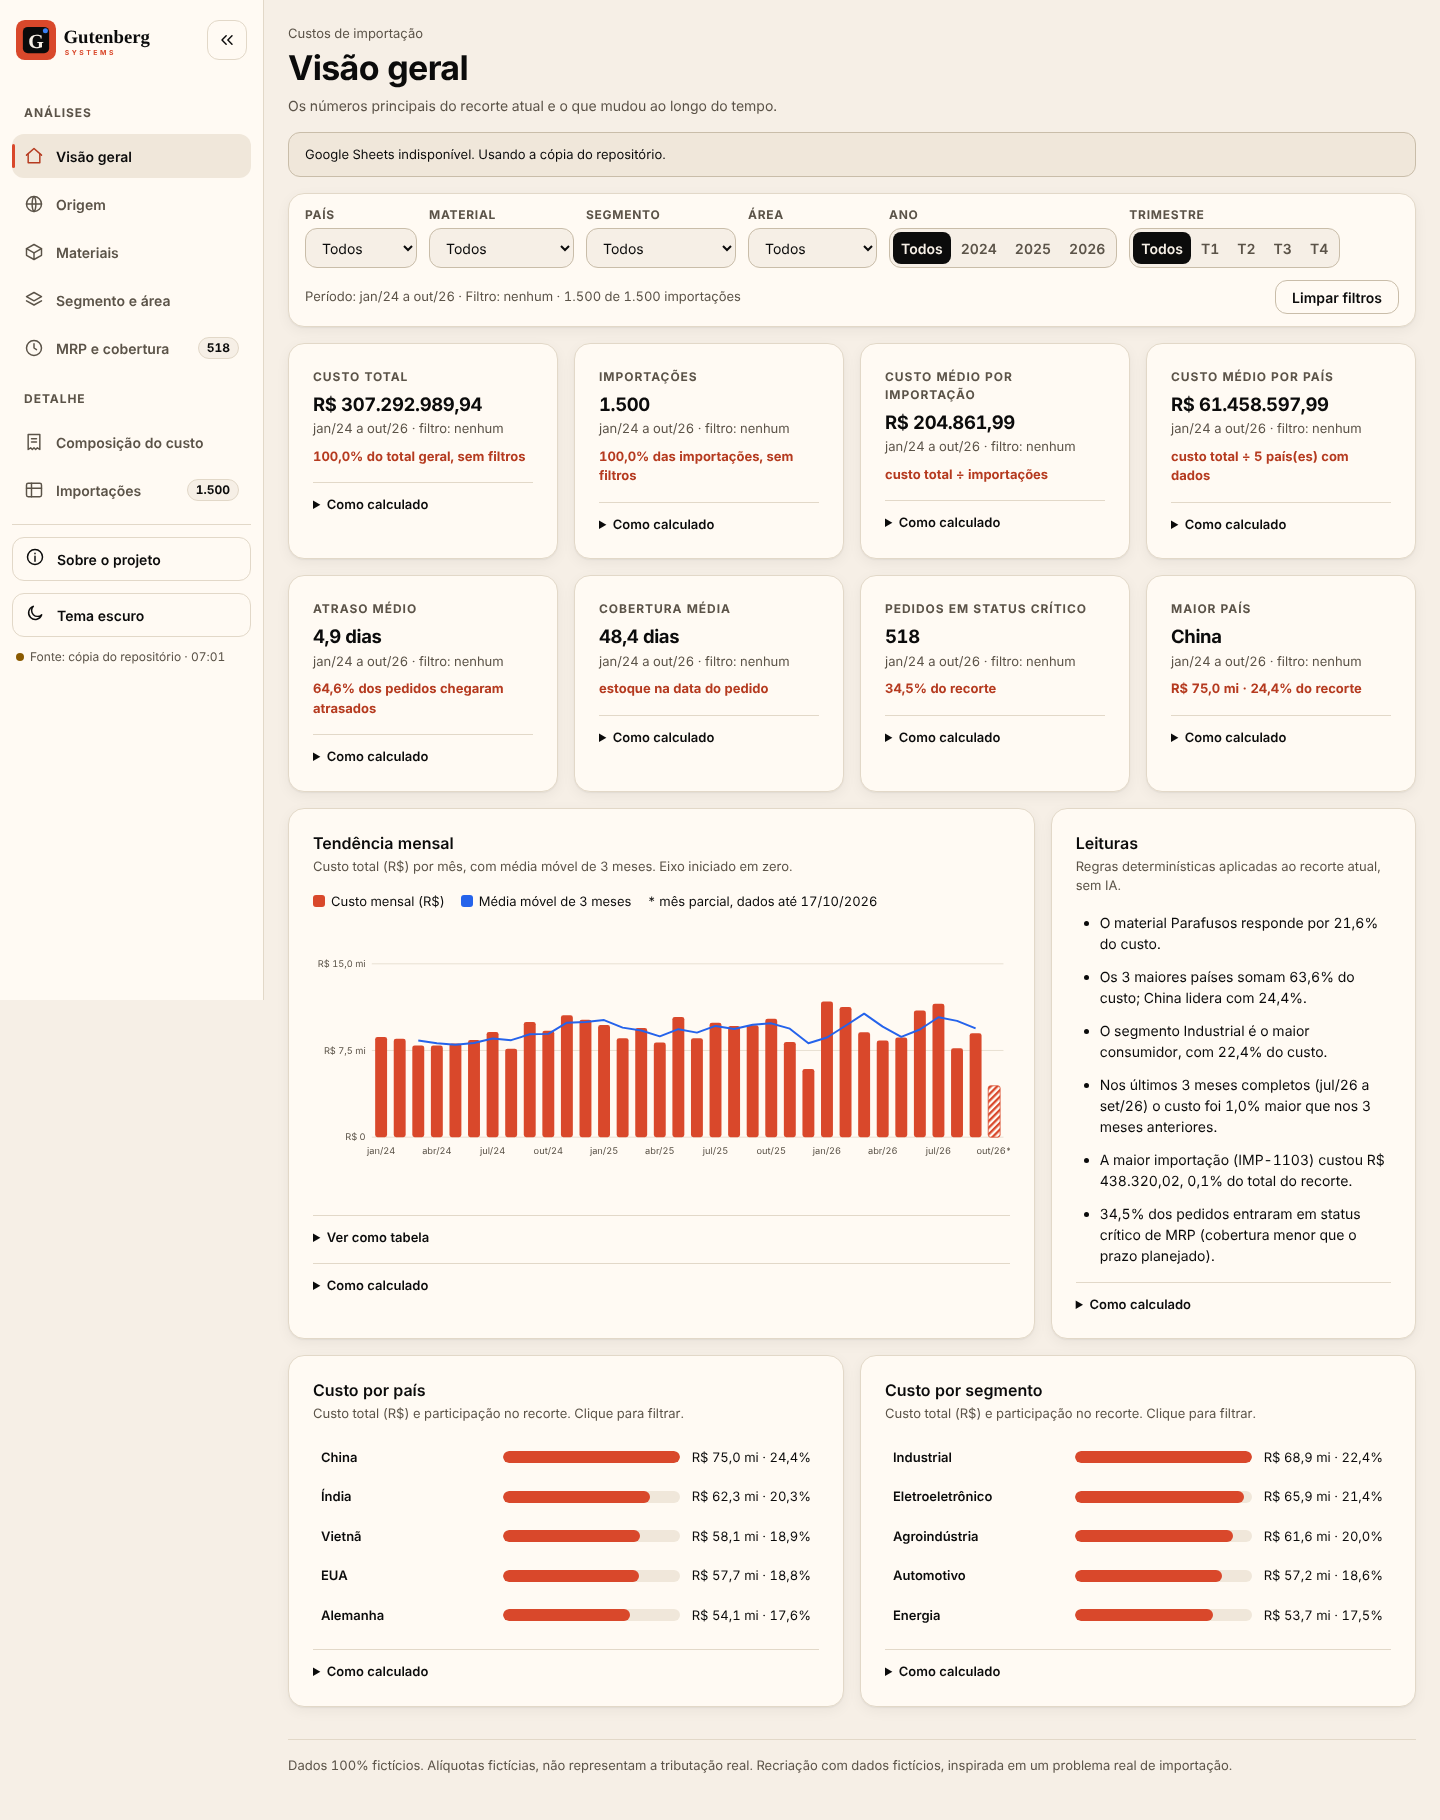 G Gutenberg
SYSTEMS
ANÁLISES
Visão geral
Origem
Materiais
Segmento e área
MRP e cobertura 518
DETALHE
Composição do custo
Importações 1.500
Sobre o projeto
Tema escuro
Fonte: cópia do repositório · 07:01
Custos de importação
Visão geral
Os números principais do recorte atual e o que mudou ao longo do tempo.
Google Sheets indisponível. Usando a cópia do repositório.
PAÍS MATERIAL SEGMENTO ÁREA ANO TRIMESTRE
Todos Todos Todos Todos Todos 2024 2025 2026 Todos T1 T2 T3 T4
Período: jan/24 a out/26 · Filtro: nenhum · 1.500 de 1.500 importações
Limpar filtros
CUSTO TOTAL
R$ 307.292.989,94
jan/24 a out/26 · filtro: nenhum
100,0% do total geral, sem filtros
▶ Como calculado
IMPORTAÇÕES
1.500
jan/24 a out/26 · filtro: nenhum
100,0% das importações, sem
filtros
▶ Como calculado
CUSTO MÉDIO POR
IMPORTAÇÃO
R$ 204.861,99
jan/24 a out/26 · filtro: nenhum
custo total ÷ importações
▶ Como calculado
CUSTO MÉDIO POR PAÍS
R$ 61.458.597,99
jan/24 a out/26 · filtro: nenhum
custo total ÷ 5 país(es) com
dados
▶ Como calculado
ATRASO MÉDIO
4,9 dias
jan/24 a out/26 · filtro: nenhum
64,6% dos pedidos chegaram
atrasados
▶ Como calculado
COBERTURA MÉDIA
48,4 dias
jan/24 a out/26 · filtro: nenhum
estoque na data do pedido
▶ Como calculado
PEDIDOS EM STATUS CRÍTICO
518
jan/24 a out/26 · filtro: nenhum
34,5% do recorte
▶ Como calculado
MAIOR PAÍS
China
jan/24 a out/26 · filtro: nenhum
R$ 75,0 mi · 24,4% do recorte
▶ Como calculado
Tendência mensal
Custo total (R$) por mês, com média móvel de 3 meses. Eixo iniciado em zero.
Custo mensal (R$) Média móvel de 3 meses * mês parcial, dados até 17/10/2026
R$ 15,0 mi
R$ 7,5 mi
R$ 0
jan/24 abr/24 jul/24 out/24 jan/25 abr/25 jul/25 out/25 jan/26 abr/26 jul/26 out/26*
▶ Ver como tabela
▶ Como calculado
Leituras
Regras determinísticas aplicadas ao recorte atual,
sem IA.
• O material Parafusos responde por 21,6%
do custo.
• Os 3 maiores países somam 63,6% do
custo; China lidera com 24,4%.
• O segmento Industrial é o maior
consumidor, com 22,4% do custo.
• Nos últimos 3 meses completos (jul/26 a
set/26) o custo foi 1,0% maior que nos 3
meses anteriores.
• A maior importação (IMP-1103) custou R$
438.320,02, 0,1% do total do recorte.
• 34,5% dos pedidos entraram em status
crítico de MRP (cobertura menor que o
prazo planejado).
▶ Como calculado
Custo por país
Custo total (R$) e participação no recorte. Clique para filtrar.
China R$ 75,0 mi · 24,4%
Índia R$ 62,3 mi · 20,3%
Vietnã R$ 58,1 mi · 18,9%
EUA R$ 57,7 mi · 18,8%
Alemanha R$ 54,1 mi · 17,6%
▶ Como calculado
Custo por segmento
Custo total (R$) e participação no recorte. Clique para filtrar.
Industrial R$ 68,9 mi · 22,4%
Eletroeletrônico R$ 65,9 mi · 21,4%
Agroindústria R$ 61,6 mi · 20,0%
Automotivo R$ 57,2 mi · 18,6%
Energia R$ 53,7 mi · 17,5%
▶ Como calculado
Dados 100% fictícios. Alíquotas fictícias, não representam a tributação real. Recriação com dados fictícios, inspirada em um problema real de importação.